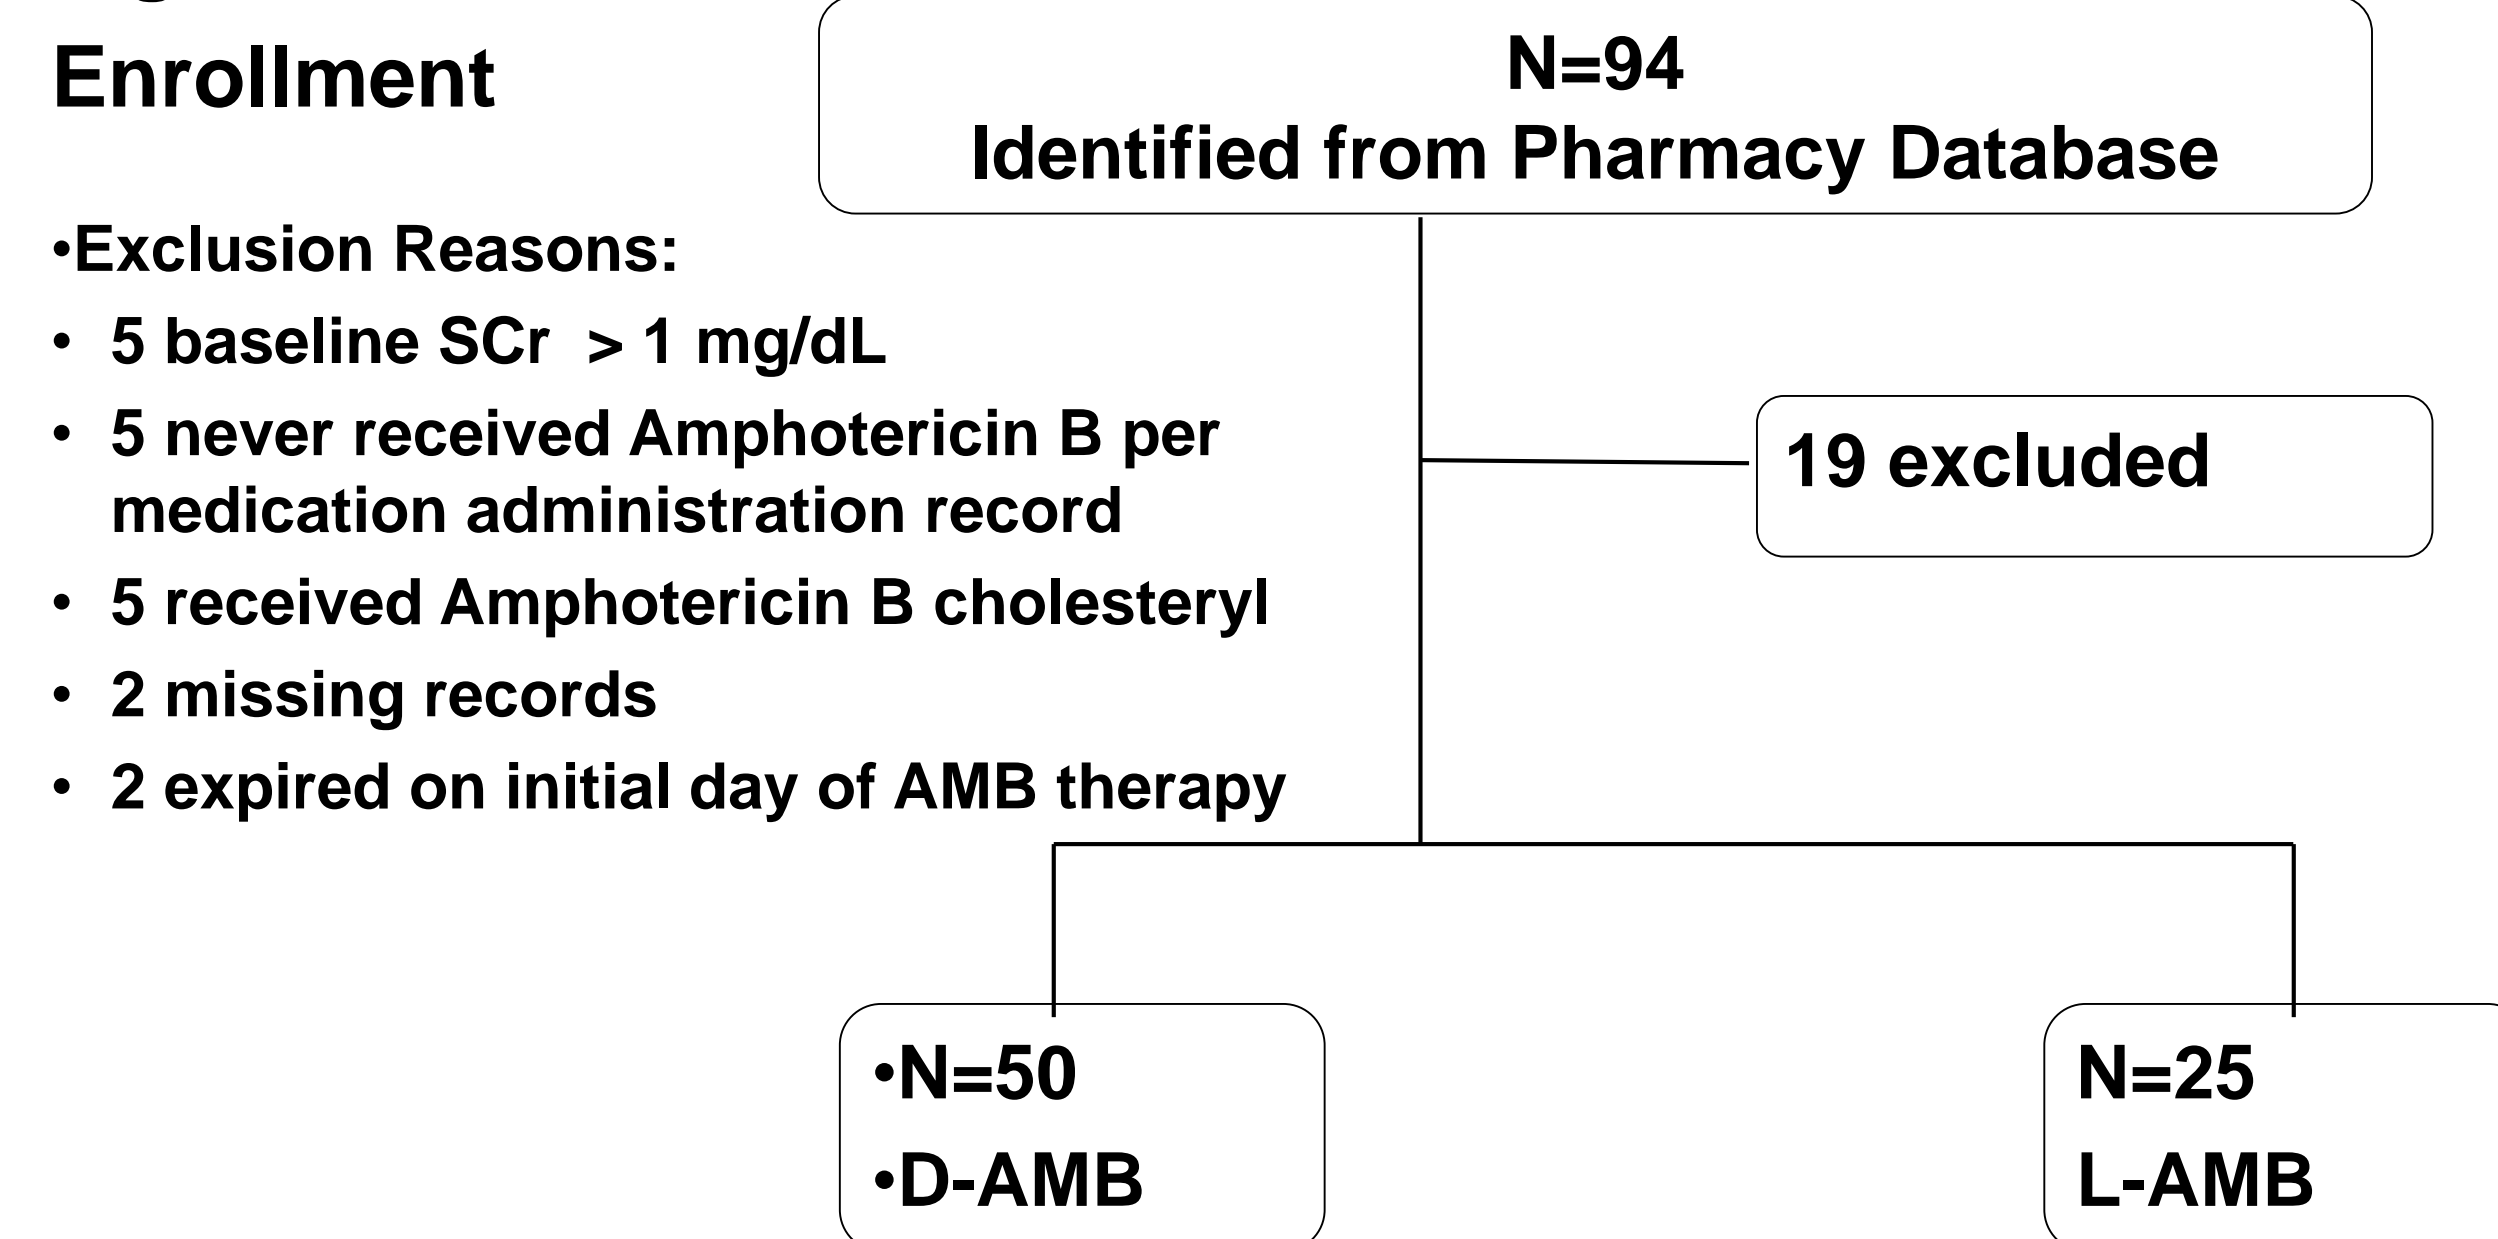 Enrollment
N=94
Identified from Pharmacy Database
•Exclusion Reasons:
• 5 baseline SCr > 1 mg/dL
• 5 never received Amphotericin B per
medication administration record
• 5 received Amphotericin B cholesteryl
• 2 missing records
• 2 expired on initial day of AMB therapy
19 excluded
•N=50
•D-AMB
N=25
L-AMB